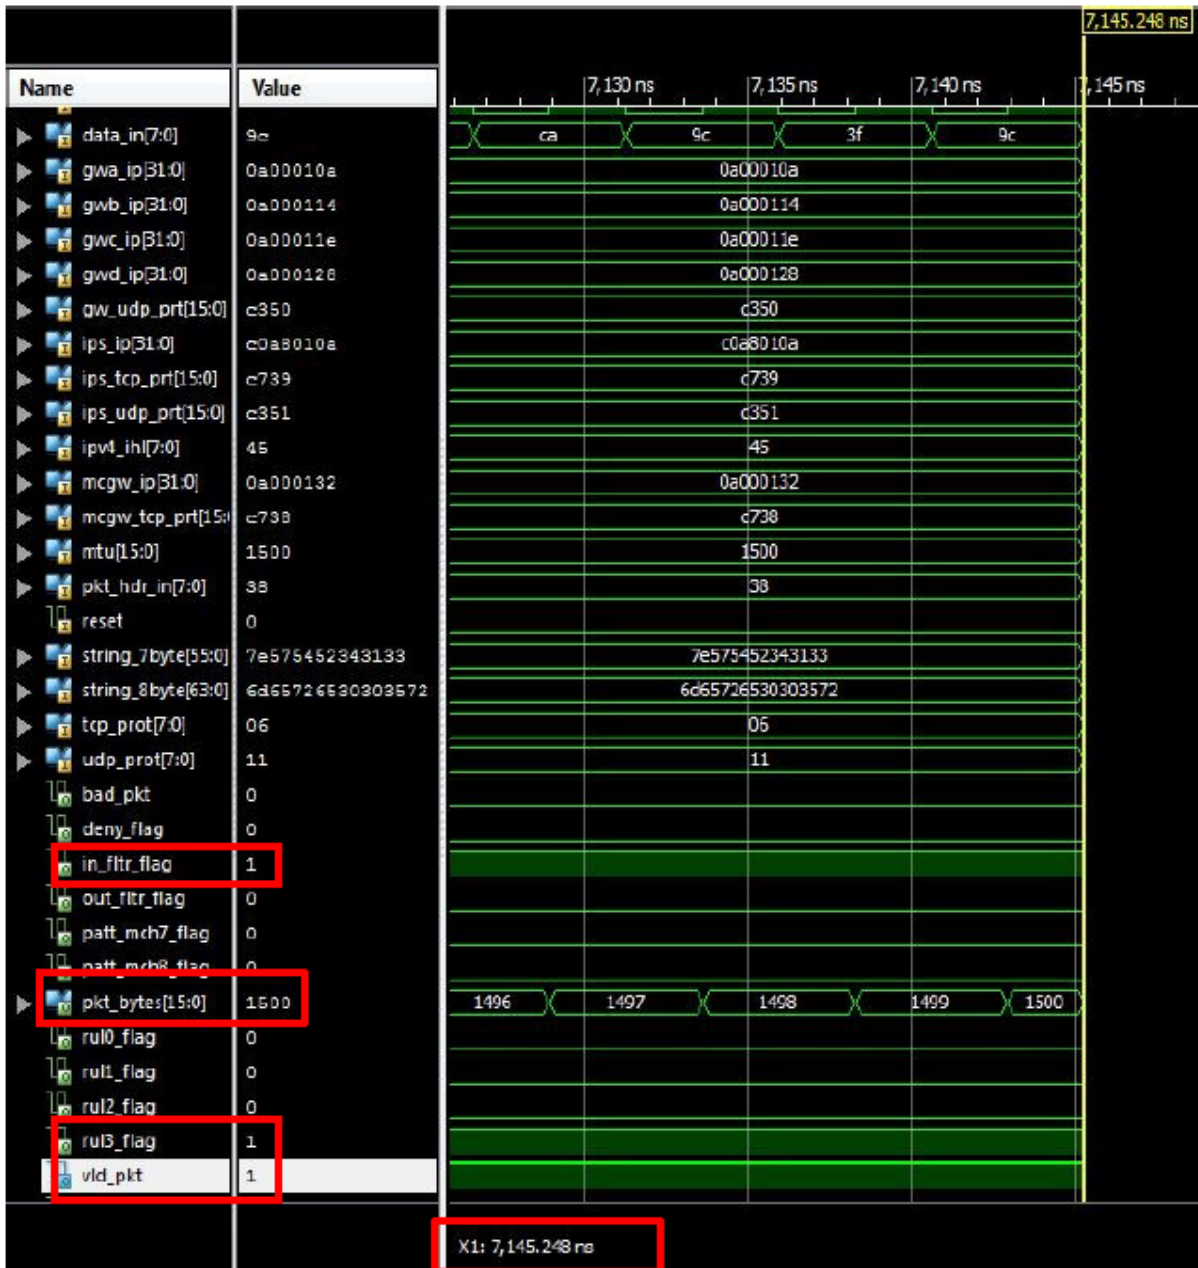 7,145.248 ns
Name Value 7,130 ns 7,135 ns 7,140 ns 7,145 ns
data_in[7:0] 9c ca 9c 3f 9c
gwa_ip[31:0] 0a00010a 0a00010a
gwb_ip[31:0] 0a000114 0a000114
gwc_ip[31:0] 0a00011e 0a00011e
gwd_ip[31:0] 0a000128 0a000128
gw_udp_prt[15:0] c350 c350
ips_ip[31:0] c0a8010a c0a8010a
ips_tcp_prt[15:0] c739 c739
ips_udp_prt[15:0] c351 c351
ipv4_ihl[7:0] 45 45
mcgw_ip[31:0] 0a000132 0a000132
mcgw_tcp_prt[15: c738 c738
mtu[15:0] 1500 1500
pkt_hdr_in[7:0] 38 38
reset 0
string_7byte[55:0] 7e575452343133 7e575452343133
string_8byte[63:0] 6d65726530303572 6d65726530303572
tcp_prot[7:0] 06 06
udp_prot[7:0] 11 11
bad_pkt 0
deny_flag 0
in_fltr_flag 1
out_fltr_flag 0
patt_mch7_flag 0
patt_mch8_flag 0
pkt_bytes[15:0] 1500 1496 1497 1498 1499 1500
rul0_flag 0
rul1_flag 0
rul2_flag 0
rul3_flag 1
vld_pkt 1
X1: 7,145.248 ns